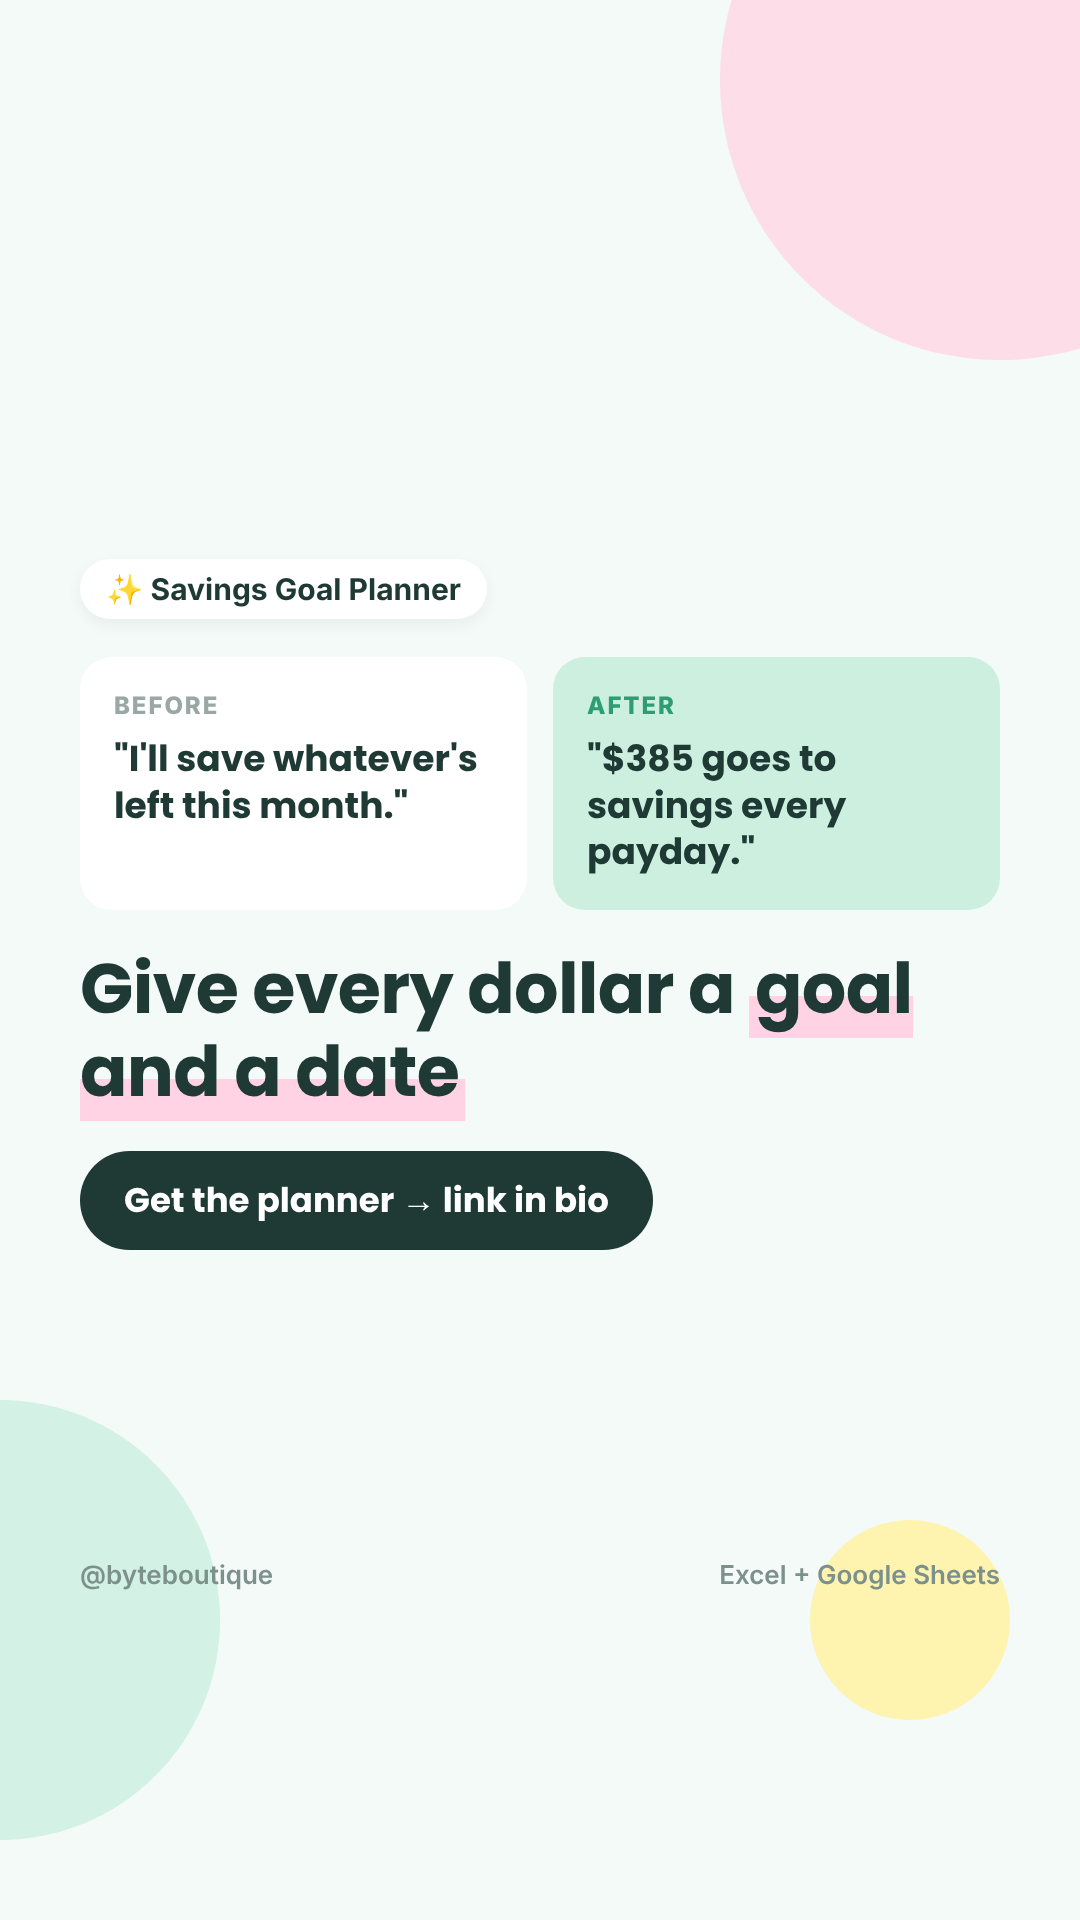 ✨ Savings Goal Planner
BEFORE
"I'll save whatever's
left this month."
AFTER
"$385 goes to
savings every
payday."
Give every dollar a goal
and a date
Get the planner → link in bio
@byteboutique
Excel + Google Sheets